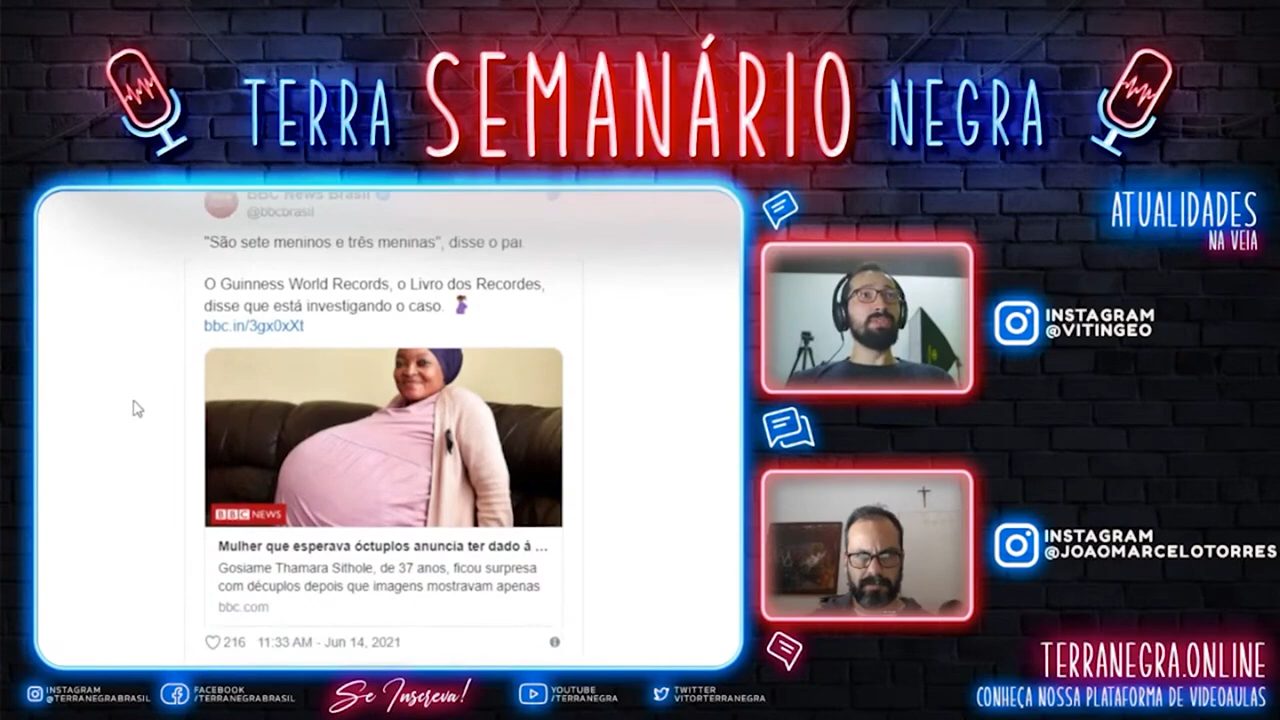 TERRA SEMANÁRIO NEGRA
BBC News Brasil
@bbcbrasil
"São sete meninos e três meninas", disse o pai.
O Guinness World Records, o Livro dos Recordes,
disse que está investigando o caso.
bbc.in/3gx0xXt
BBC NEWS
Mulher que esperava óctuplos anuncia ter dado à ...
Gosiame Thamara Sithole, de 37 anos, ficou surpresa
com décuplos depois que imagens mostravam apenas
bbc.com
216 11:33 AM - Jun 14, 2021
ATUALIDADES
NA VEIA
INSTAGRAM
@VITINGEO
INSTAGRAM
@JOAOMARCELOTORRES
TERRANEGRA.ONLINE
CONHEÇA NOSSA PLATAFORMA DE VIDEOAULAS
INSTAGRAM
@TERRANEGRABRASIL
FACEBOOK
/TERRANEGRABRASIL
Se Inscreva!
YOUTUBE
/TERRANEGRA
TWITTER
VITORTERRANEGRA